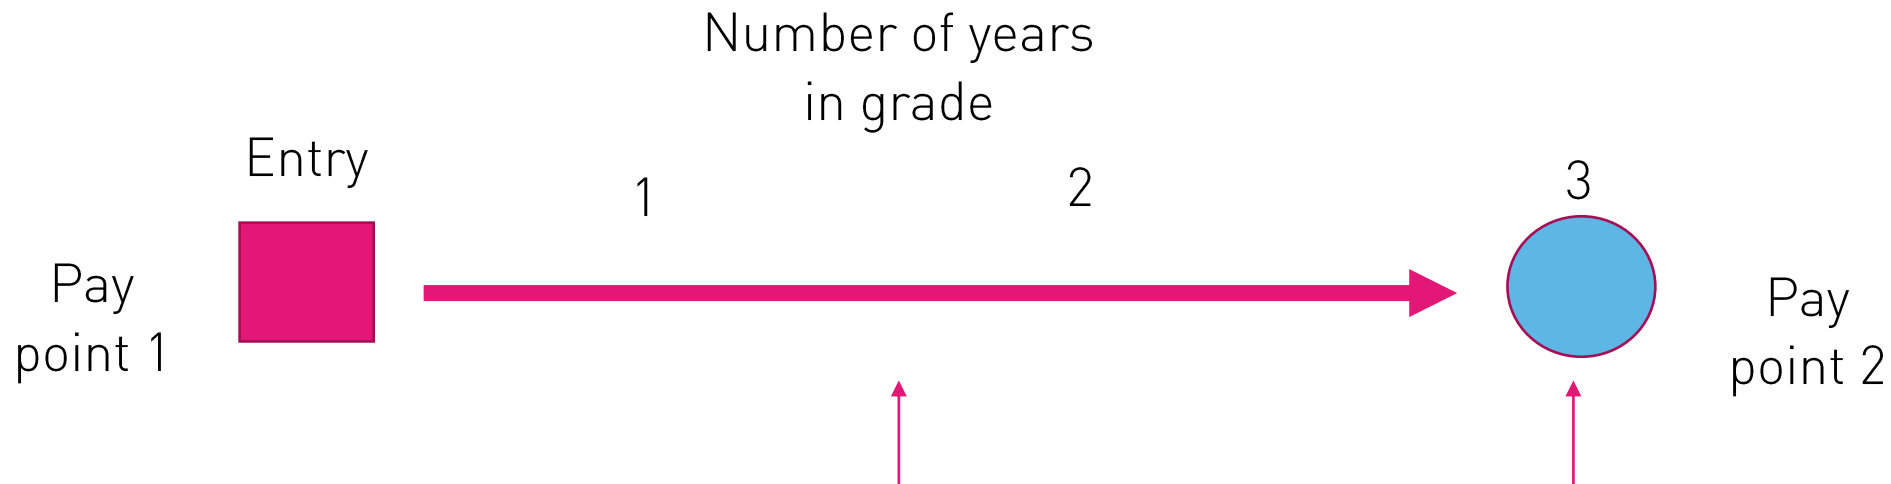 Number of years
in grade
Entry
1
2
3
Pay
point 1
Pay
point 2